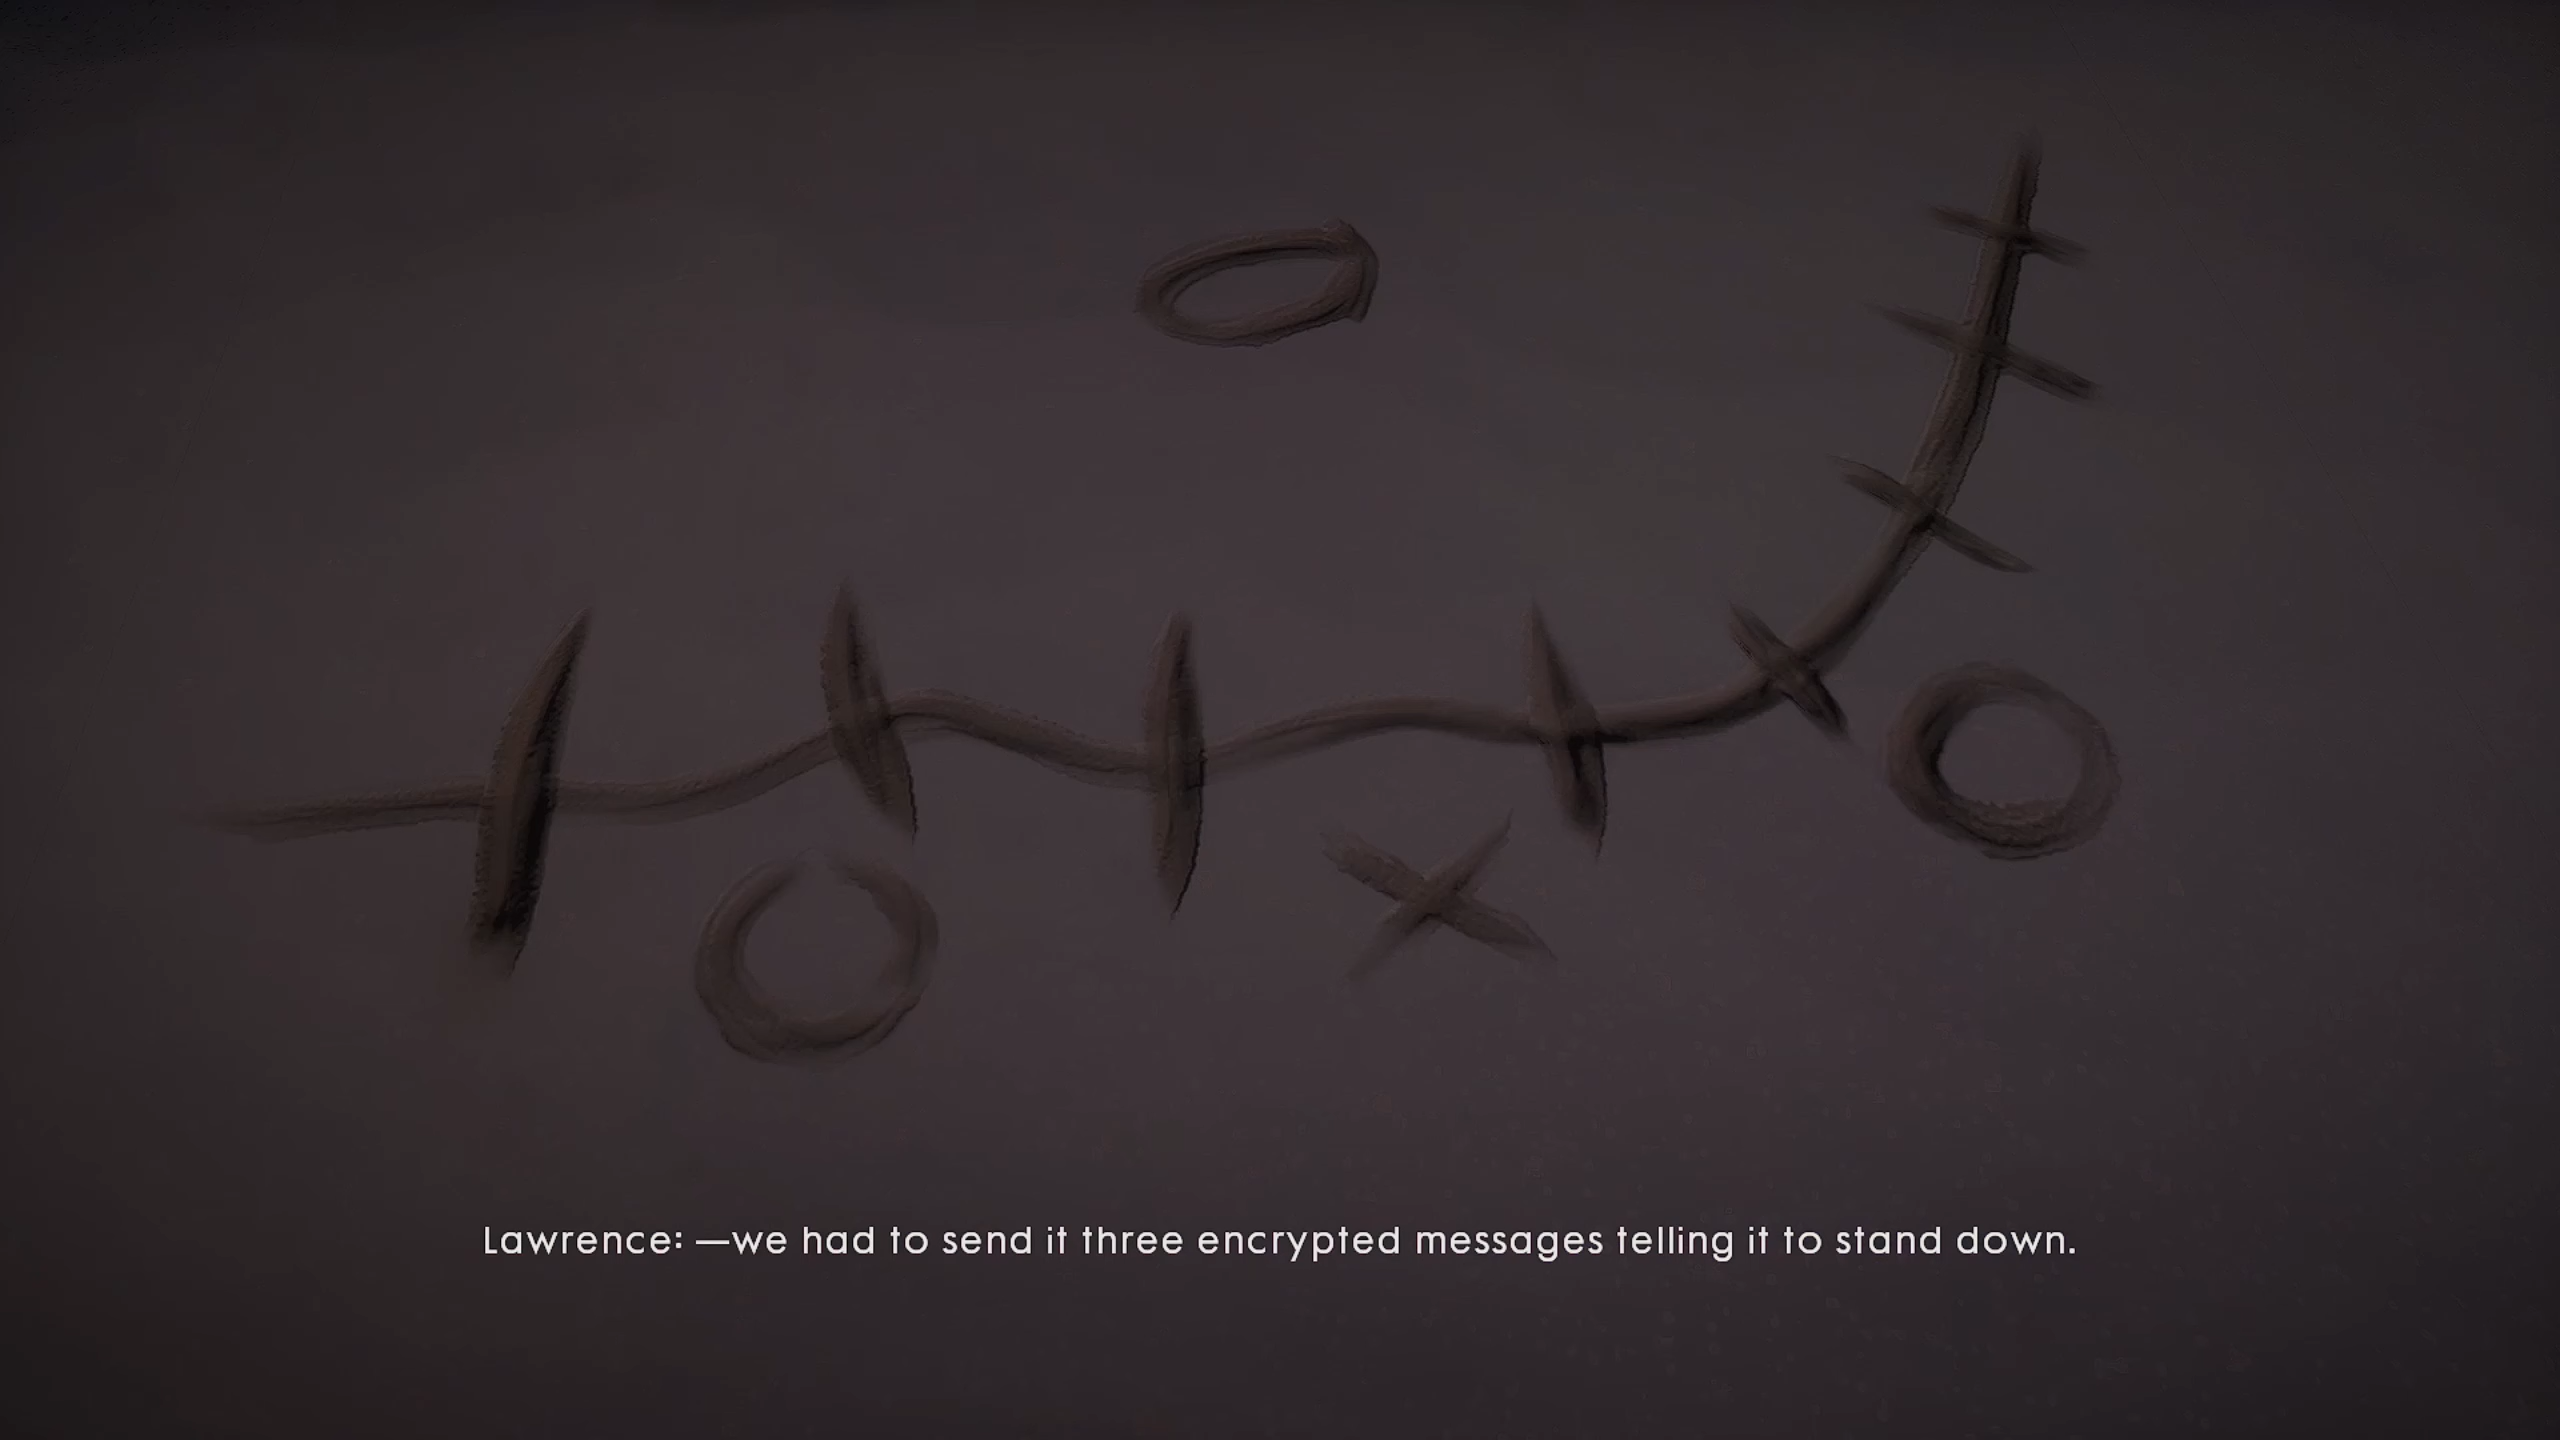 Lawrence: —we had to send it three encrypted messages telling it to stand down.